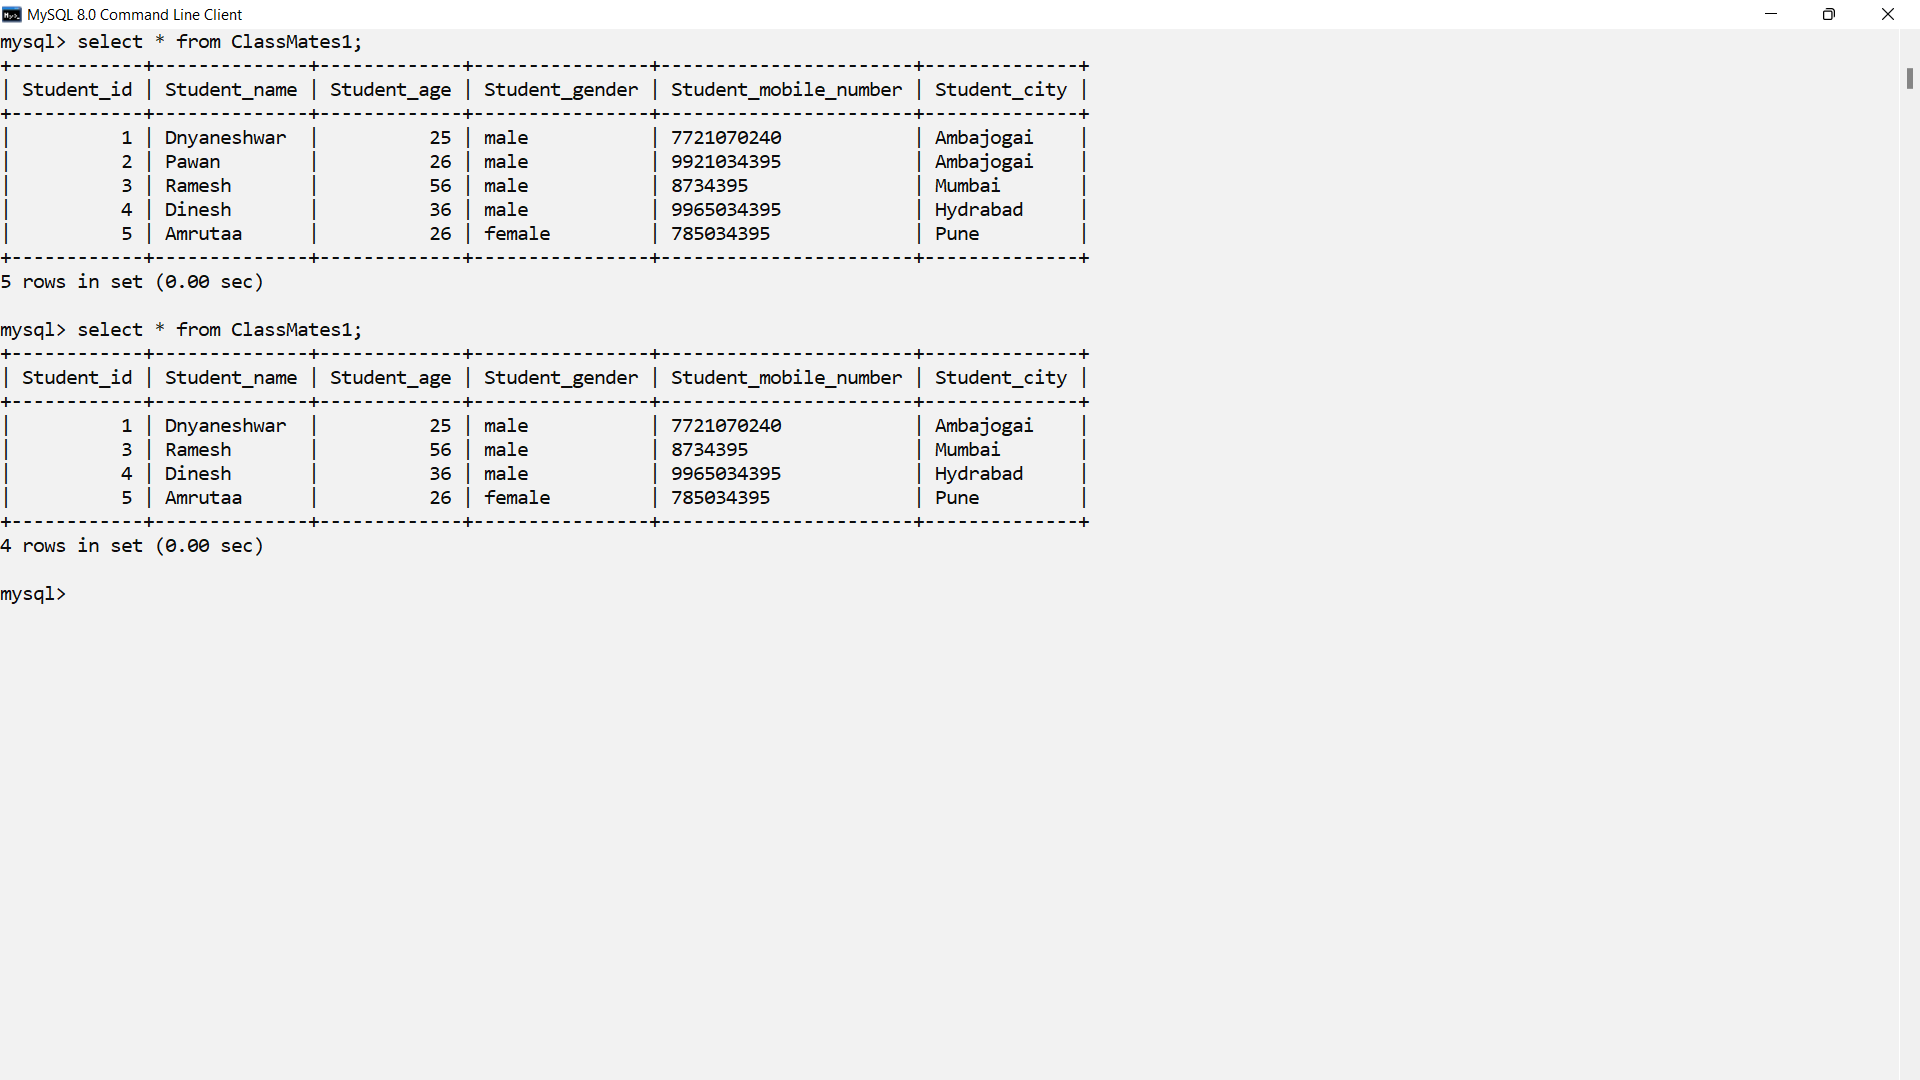 MySQL 8.0 Command Line Client
mysql> select * from ClassMates1;
+------------+--------------+-------------+----------------+-----------------------+--------------+
| Student_id | Student_name | Student_age | Student_gender | Student_mobile_number | Student_city |
+------------+--------------+-------------+----------------+-----------------------+--------------+
|          1 | Dnyaneshwar  |          25 | male           | 7721070240            | Ambajogai    |
|          2 | Pawan        |          26 | male           | 9921034395            | Ambajogai    |
|          3 | Ramesh       |          56 | male           | 8734395               | Mumbai       |
|          4 | Dinesh       |          36 | male           | 9965034395            | Hydrabad     |
|          5 | Amrutaa      |          26 | female         | 785034395             | Pune         |
+------------+--------------+-------------+----------------+-----------------------+--------------+
5 rows in set (0.00 sec)
mysql> select * from ClassMates1;
+------------+--------------+-------------+----------------+-----------------------+--------------+
| Student_id | Student_name | Student_age | Student_gender | Student_mobile_number | Student_city |
+------------+--------------+-------------+----------------+-----------------------+--------------+
|          1 | Dnyaneshwar  |          25 | male           | 7721070240            | Ambajogai    |
|          3 | Ramesh       |          56 | male           | 8734395               | Mumbai       |
|          4 | Dinesh       |          36 | male           | 9965034395            | Hydrabad     |
|          5 | Amrutaa      |          26 | female         | 785034395             | Pune         |
+------------+--------------+-------------+----------------+-----------------------+--------------+
4 rows in set (0.00 sec)
mysql>